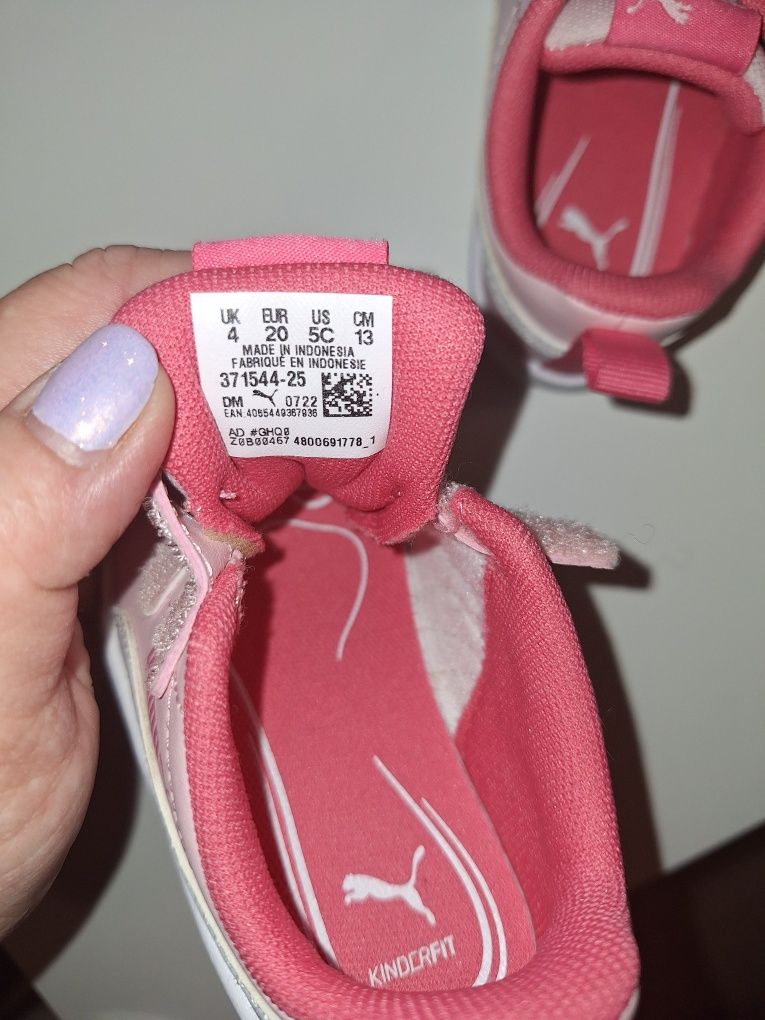 UK EUR US CM
4 20 5C 13
MADE IN INDONESIA
FABRIQUÉ EN INDONESIE
371544-25
DM 0722
EAN:4065449367936
AD #GHQ0
Z0B00467 4800691778_1
KINDERFIT